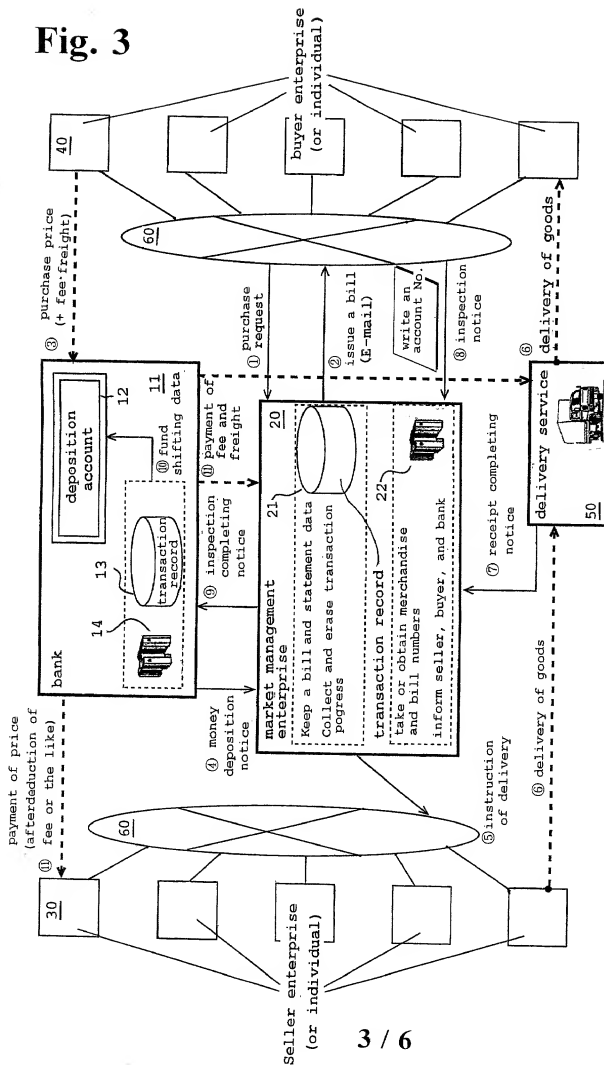 Fig. 3
buyer enterprise
(or individual)
40
60
③ purchase price
(+ fee·freight)
① purchase
request
② issue a bill
(E-mail)
write an
account No.
⑧ inspection
notice
⑥ delivery of goods
bank
11
deposition
account
12
⑩ fund
shifting data
13
transaction
record
14
⑪ payment of
fee and
freight
⑨ inspection
completing
notice
④ money
deposition
notice
market management
enterprise
20
21
Keep a bill and statement data
Collect and erase transaction
pogress
transaction record
22
take or obtain merchandise
and bill numbers
inform seller, buyer, and bank
delivery service
50
⑦ receipt completing
notice
payment of price
(afterdeduction of
⑪ fee or the like)
⑤instruction
of delivery
⑥ delivery of goods
60
30
Seller enterprise
(or individual)
3 / 6